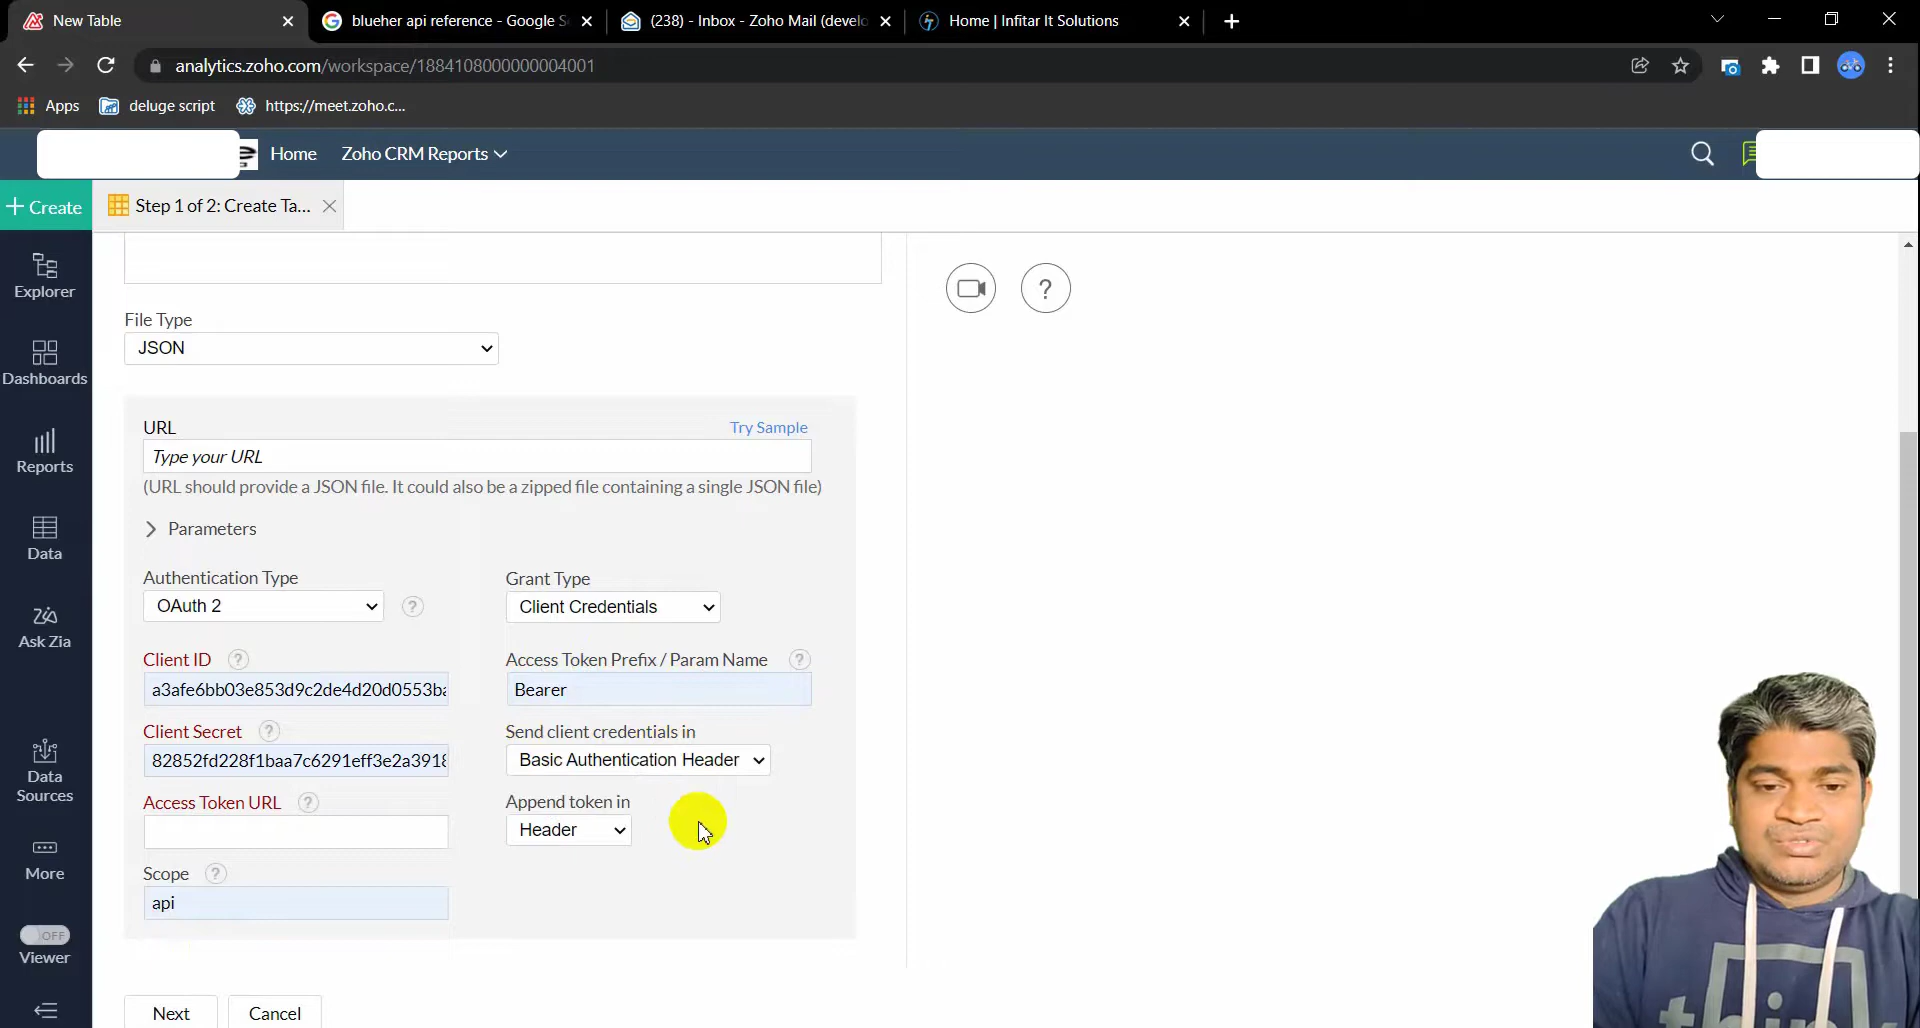 New Table
blueher api reference - Google S
(238) - Inbox - Zoho Mail (develo
Home | Infitar It Solutions
analytics.zoho.com/workspace/1884108000000004001
Apps
deluge script
https://meet.zoho.c...
Home
Zoho CRM Reports
+ Create
Step 1 of 2: Create Ta...
Explorer
Dashboards
Reports
Data
Ask Zia
Data
Sources
More
OFF
Viewer
?
File Type
JSON
URL
Try Sample
Type your URL
(URL should provide a JSON file. It could also be a zipped file containing a single JSON file)
Parameters
Authentication Type
Grant Type
OAuth 2
?
Client Credentials
Client ID ?
Access Token Prefix / Param Name ?
a3afe6bb03e853d9c2de4d20d0553ba
Bearer
Client Secret ?
Send client credentials in
82852fd228f1baa7c6291eff3e2a3918
Basic Authentication Header
Access Token URL ?
Append token in
Header
Scope ?
api
Next
Cancel